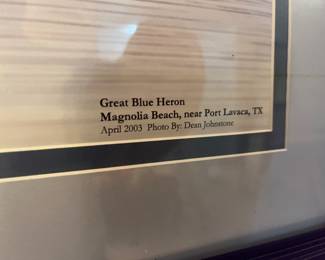 Great Blue Heron
Magnolia Beach, near Port Lavaca, TX
April 2003 Photo By: Dean Johnstone